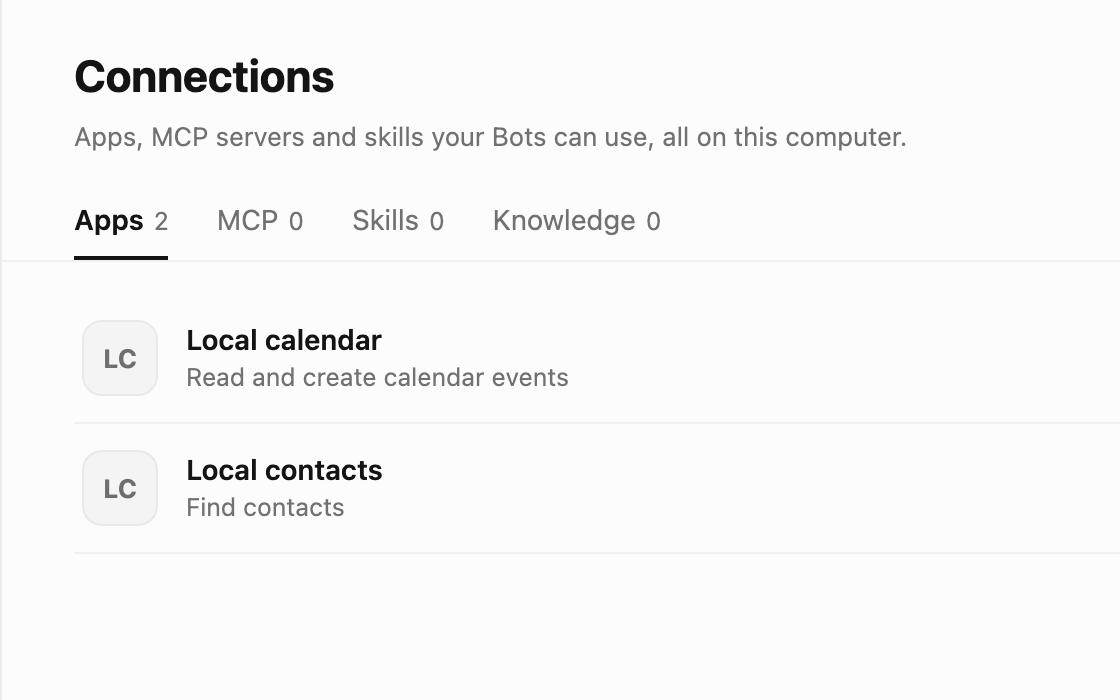 Connections
Apps, MCP servers and skills your Bots can use, all on this computer.
Apps 2 MCP 0 Skills 0 Knowledge 0
LC
Local calendar
Read and create calendar events
LC
Local contacts
Find contacts